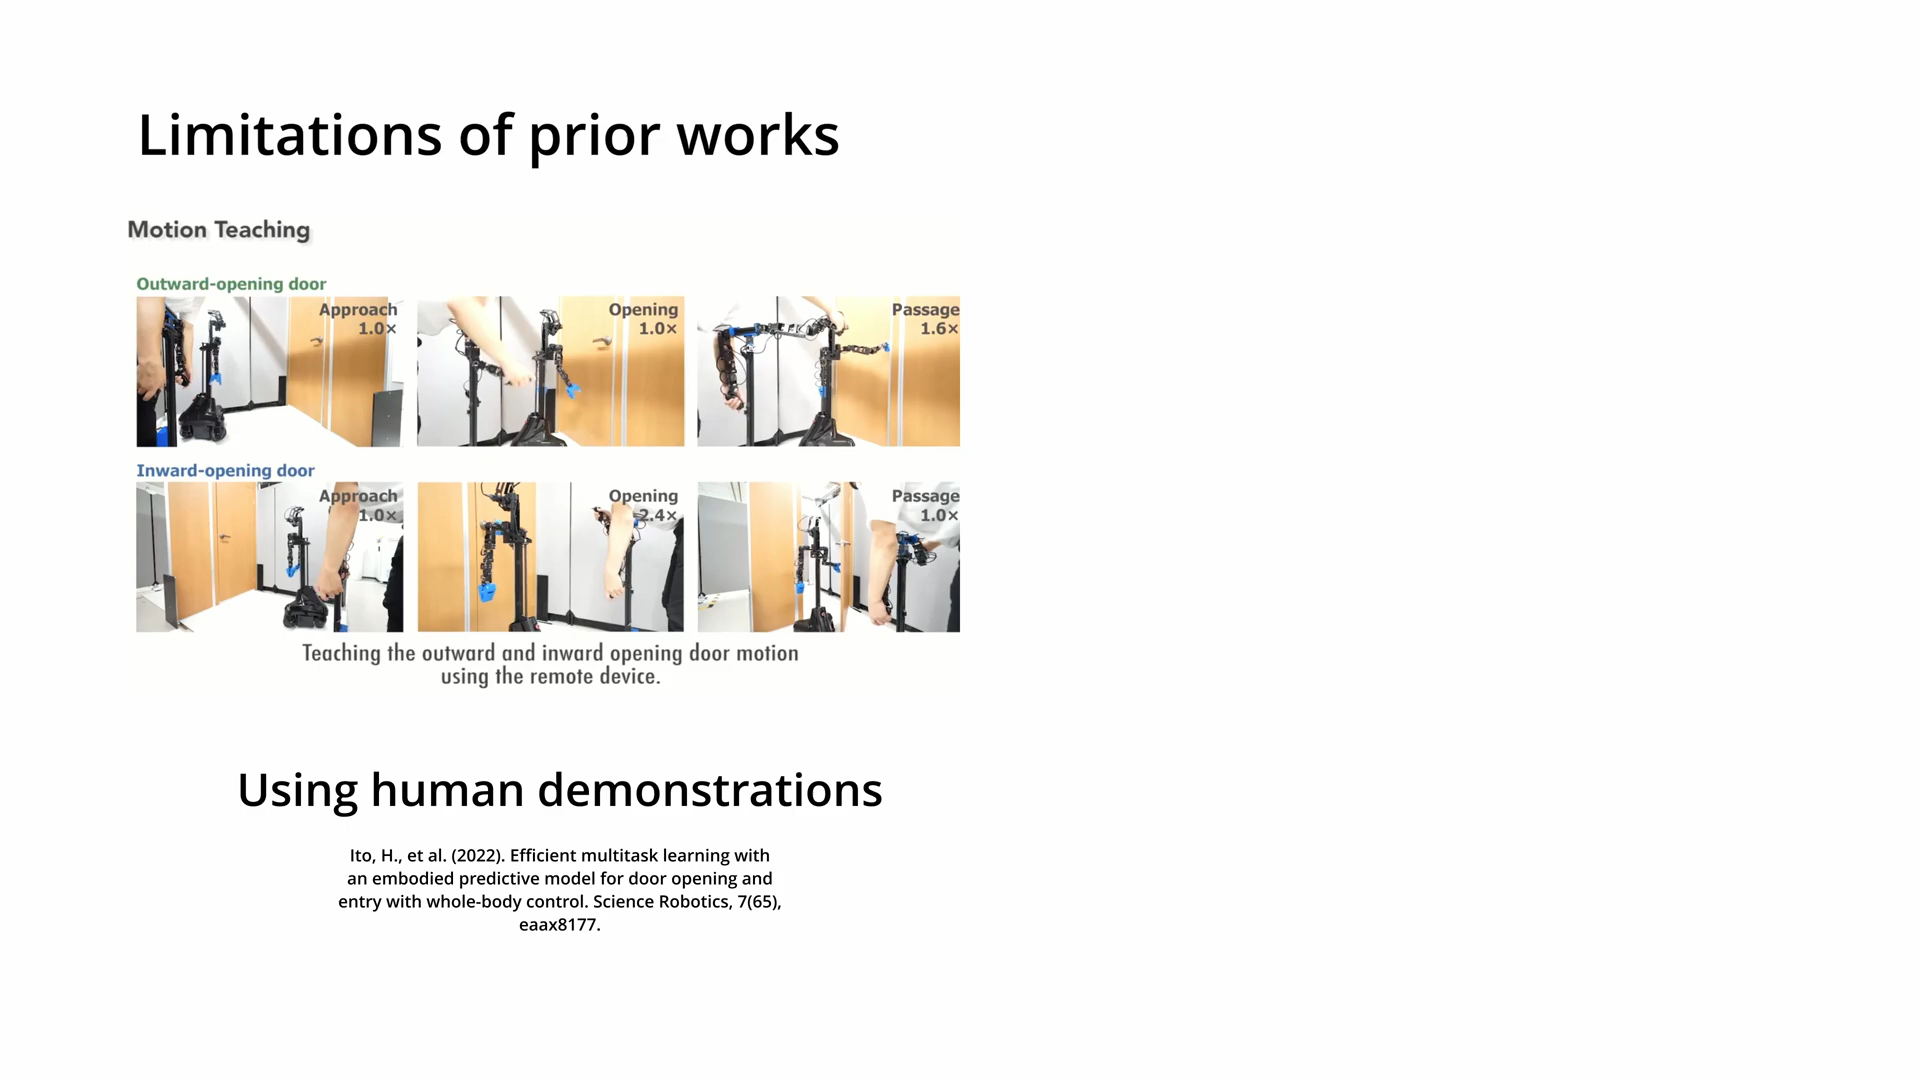 Limitations of prior works
Motion Teaching
Outward-opening door
Approach
1.0×
Opening
1.0×
Passage
1.6×
Inward-opening door
Approach
1.0×
Opening
2.4×
Passage
1.0×
Teaching the outward and inward opening door motion
using the remote device.
Using human demonstrations
Ito, H., et al. (2022). Efficient multitask learning with
an embodied predictive model for door opening and
entry with whole-body control. Science Robotics, 7(65),
eaax8177.